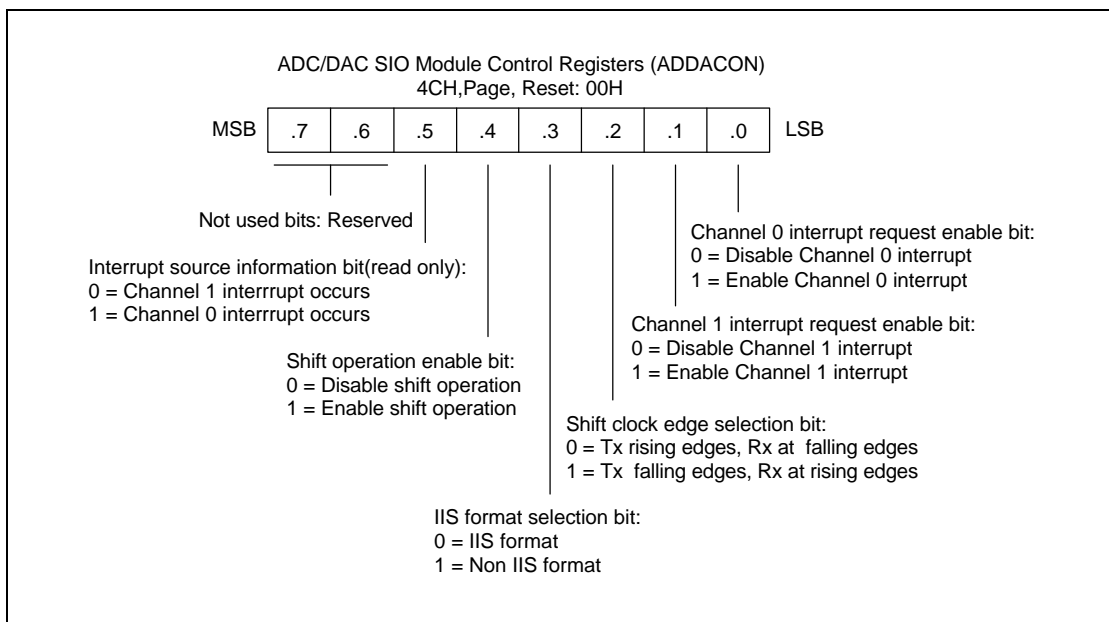 ADC/DAC SIO Module Control Registers (ADDACON)
4CH,Page, Reset: 00H
MSB .7 .6 .5 .4 .3 .2 .1 .0 LSB
Not used bits: Reserved
Interrupt source information bit(read only):
0 = Channel 1 interrrupt occurs
1 = Channel 0 interrrupt occurs
Shift operation enable bit:
0 = Disable shift operation
1 = Enable shift operation
IIS format selection bit:
0 = IIS format
1 = Non IIS format
Shift clock edge selection bit:
0 = Tx rising edges, Rx at falling edges
1 = Tx falling edges, Rx at rising edges
Channel 1 interrupt request enable bit:
0 = Disable Channel 1 interrupt
1 = Enable Channel 1 interrupt
Channel 0 interrupt request enable bit:
0 = Disable Channel 0 interrupt
1 = Enable Channel 0 interrupt